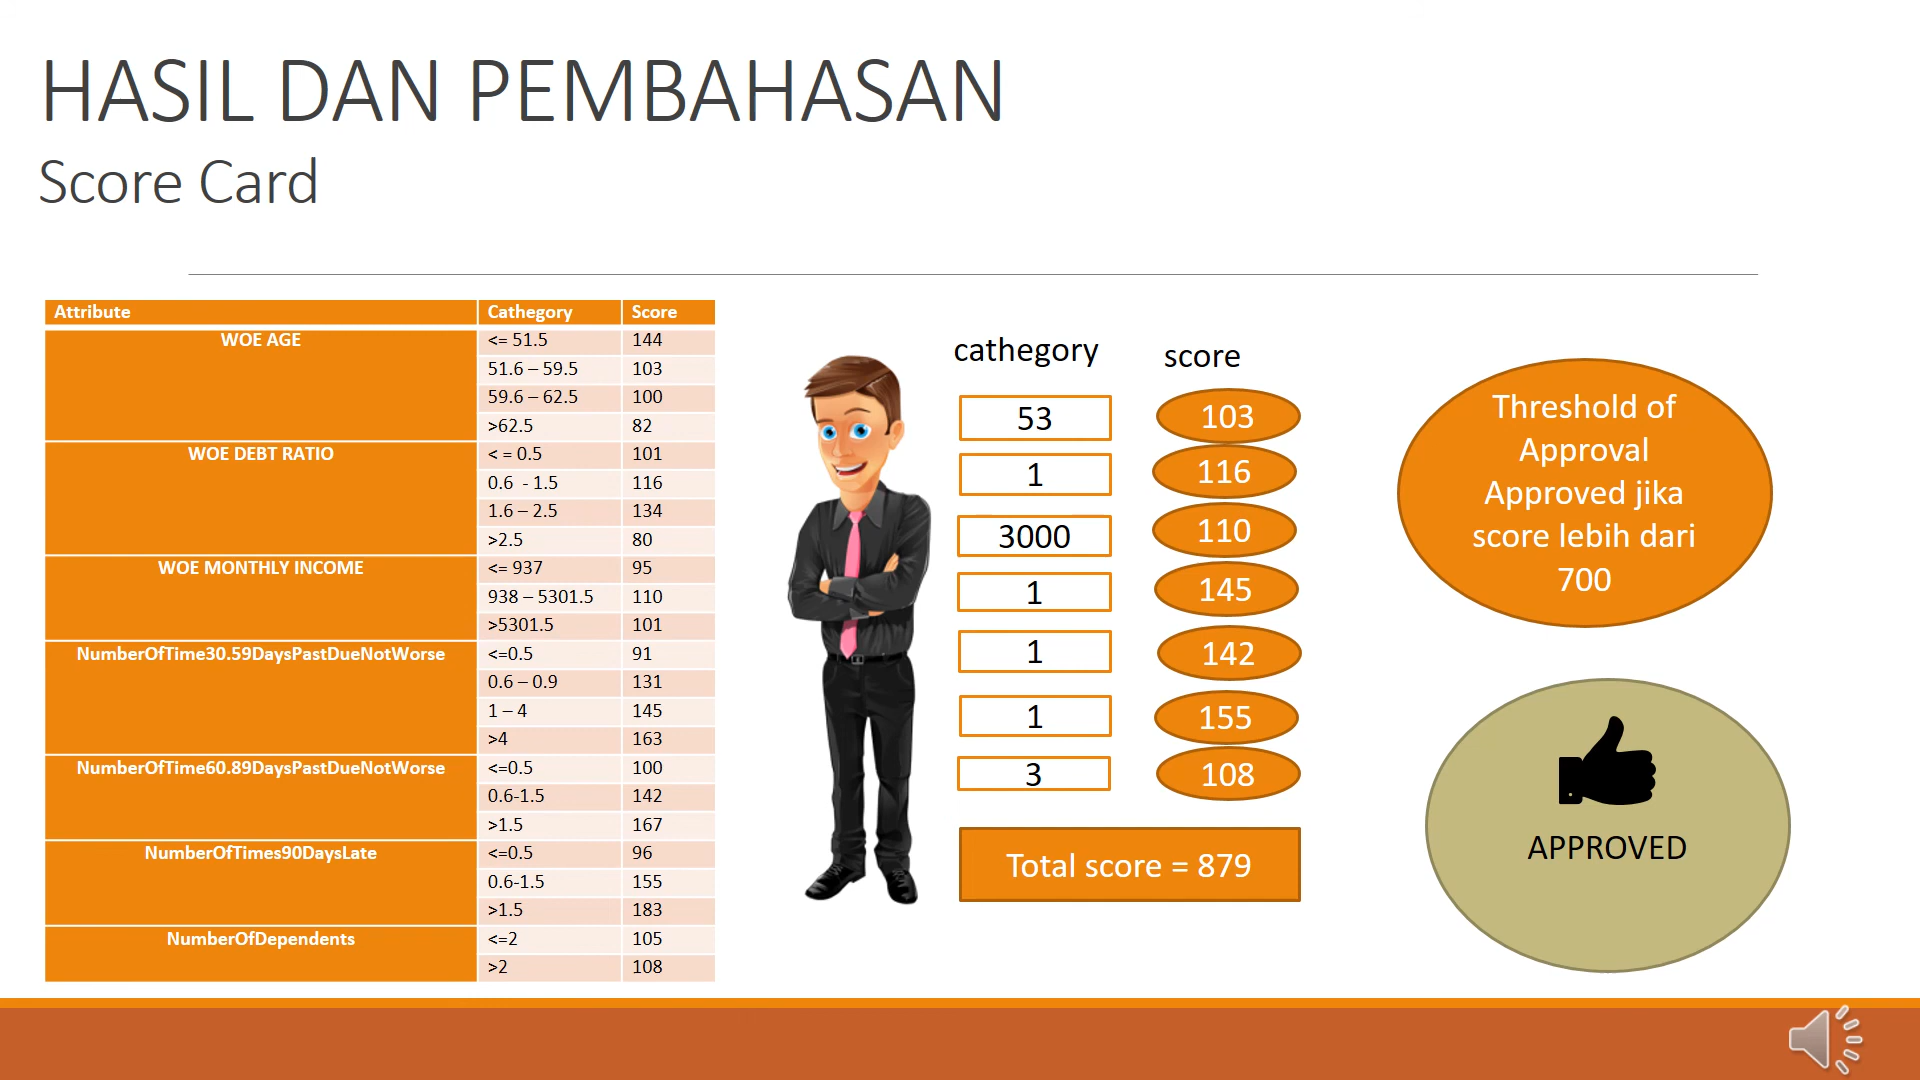 HASIL DAN PEMBAHASAN
Score Card
Attribute Cathegory Score
WOE AGE <= 51.5 144
51.6 – 59.5 103
59.6 – 62.5 100
>62.5 82
WOE DEBT RATIO < = 0.5 101
0.6 - 1.5 116
1.6 – 2.5 134
>2.5 80
WOE MONTHLY INCOME <= 937 95
938 – 5301.5 110
>5301.5 101
NumberOfTime30.59DaysPastDueNotWorse <=0.5 91
0.6 – 0.9 131
1 – 4 145
>4 163
NumberOfTime60.89DaysPastDueNotWorse <=0.5 100
0.6-1.5 142
>1.5 167
NumberOfTimes90DaysLate <=0.5 96
0.6-1.5 155
>1.5 183
NumberOfDependents <=2 105
>2 108
cathegory score
53 103
1 116
3000 110
1 145
1 142
1 155
3 108
Total score = 879
Threshold of
Approval
Approved jika
score lebih dari
700
APPROVED